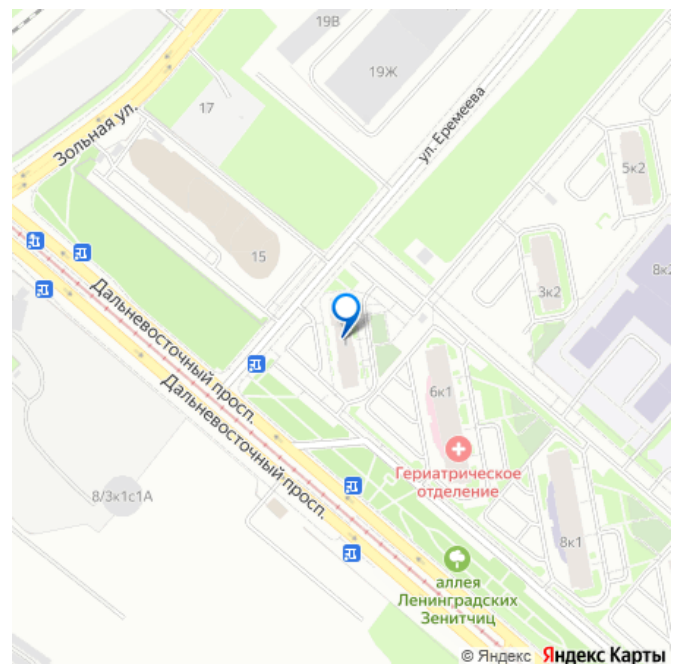 19В
19Ж
17
Зольная ул.
ул. Еремеева
5к2
15
8к2
3к2
Дальневосточный просп.
Дальневосточный просп.
6к1
Гериатрическое
отделение
8/3к1с1А
8к1
аллея
Ленинградских
Зенитчиц
© Яндекс Яндекс Карты